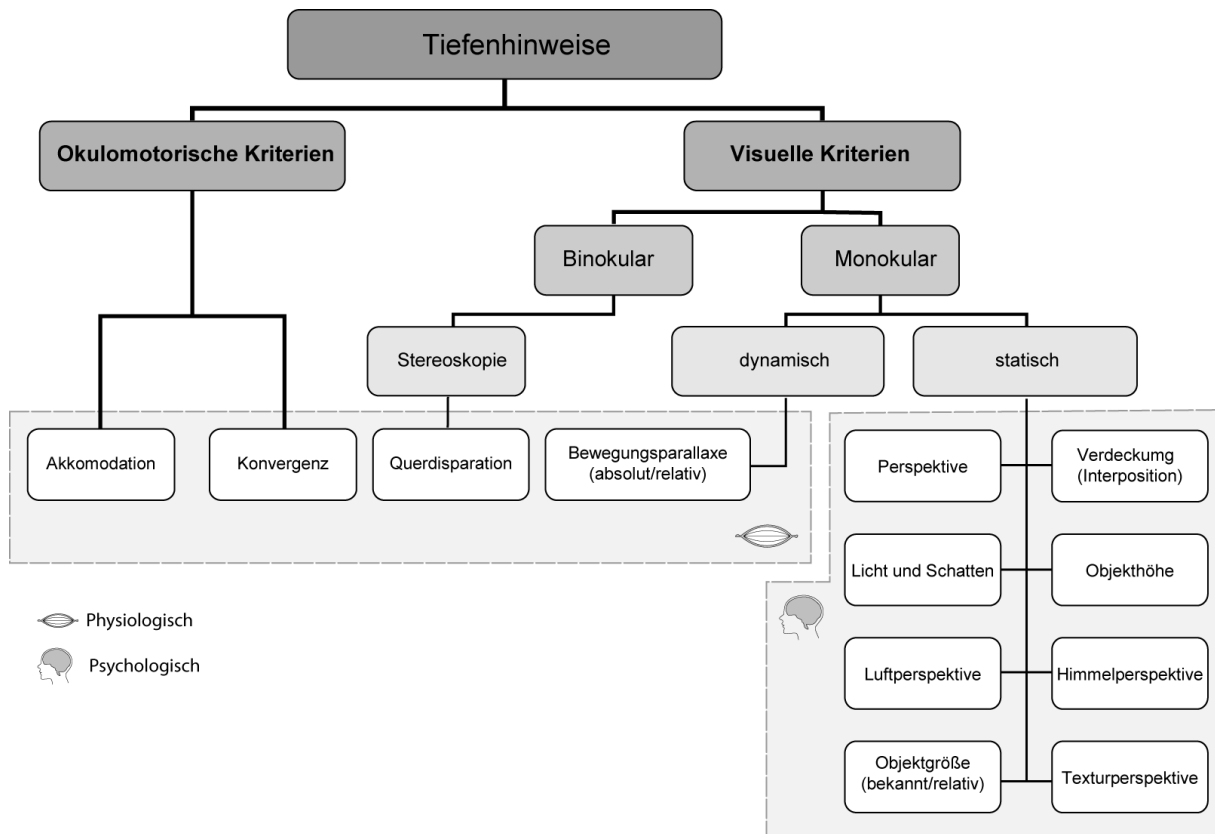 Tiefenhinweise
Okulomotorische Kriterien
Visuelle Kriterien
Binokular
Monokular
Stereoskopie
dynamisch
statisch
Akkomodation
Konvergenz
Querdisparation
Bewegungsparallaxe
(absolut/relativ)
Perspektive
Verdeckung
(Interposition)
Licht und Schatten
Objekthöhe
Luftperspektive
Himmelperspektive
Objektgröße
(bekannt/relativ)
Texturperspektive
Physiologisch
Psychologisch